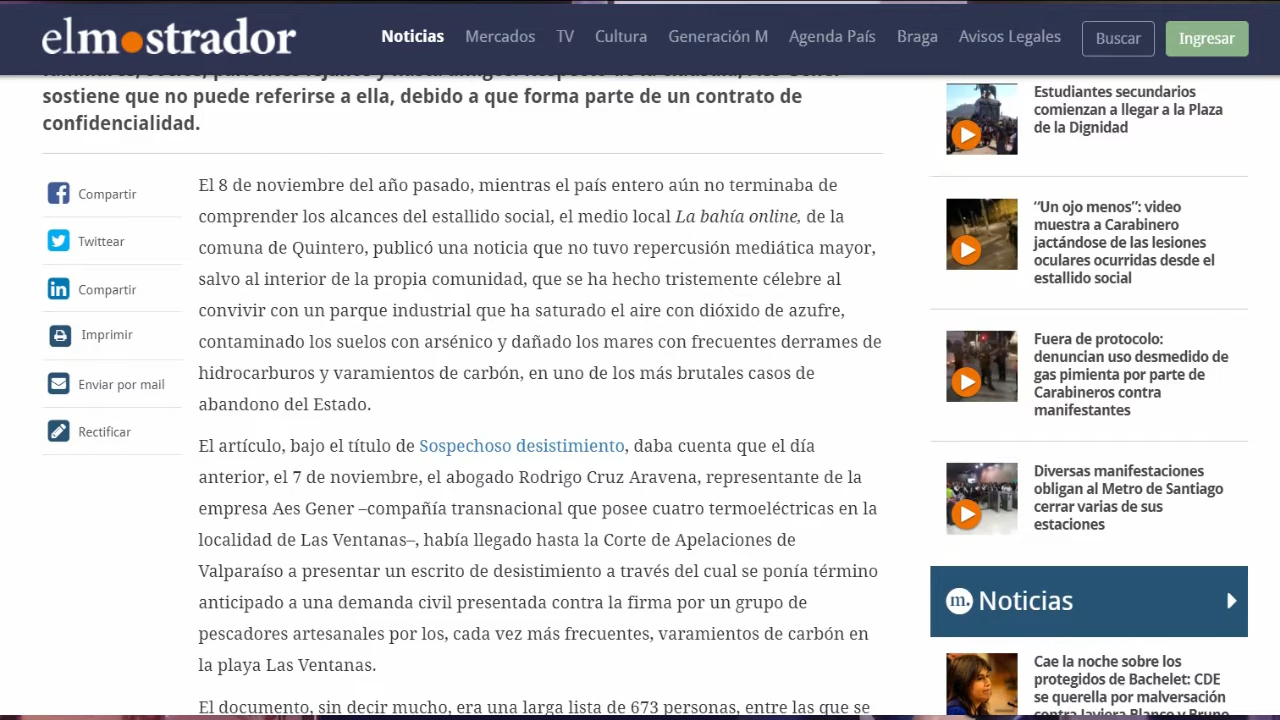 elmostrador
Noticias
Mercados
TV
Cultura
Generación M
Agenda País
Braga
Avisos Legales
Buscar
Ingresar
sostiene que no puede referirse a ella, debido a que forma parte de un contrato de
confidencialidad.
Compartir
Twittear
Compartir
Imprimir
Enviar por mail
Rectificar
El 8 de noviembre del año pasado, mientras el país entero aún no terminaba de
comprender los alcances del estallido social, el medio local La bahía online, de la
comuna de Quintero, publicó una noticia que no tuvo repercusión mediática mayor,
salvo al interior de la propia comunidad, que se ha hecho tristemente célebre al
convivir con un parque industrial que ha saturado el aire con dióxido de azufre,
contaminado los suelos con arsénico y dañado los mares con frecuentes derrames de
hidrocarburos y varamientos de carbón, en uno de los más brutales casos de
abandono del Estado.
El artículo, bajo el título de Sospechoso desistimiento, daba cuenta que el día
anterior, el 7 de noviembre, el abogado Rodrigo Cruz Aravena, representante de la
empresa Aes Gener –compañía transnacional que posee cuatro termoeléctricas en la
localidad de Las Ventanas–, había llegado hasta la Corte de Apelaciones de
Valparaíso a presentar un escrito de desistimiento a través del cual se ponía término
anticipado a una demanda civil presentada contra la firma por un grupo de
pescadores artesanales por los, cada vez más frecuentes, varamientos de carbón en
la playa Las Ventanas.
El documento, sin decir mucho, era una larga lista de 673 personas, entre las que se
Estudiantes secundarios
comienzan a llegar a la Plaza
de la Dignidad
“Un ojo menos”: video
muestra a Carabinero
jactándose de las lesiones
oculares ocurridas desde el
estallido social
Fuera de protocolo:
denuncian uso desmedido de
gas pimienta por parte de
Carabineros contra
manifestantes
Diversas manifestaciones
obligan al Metro de Santiago
cerrar varias de sus
estaciones
m. Noticias
Cae la noche sobre los
protegidos de Bachelet: CDE
se querella por malversación
contra Javiera Blanco y Bruno